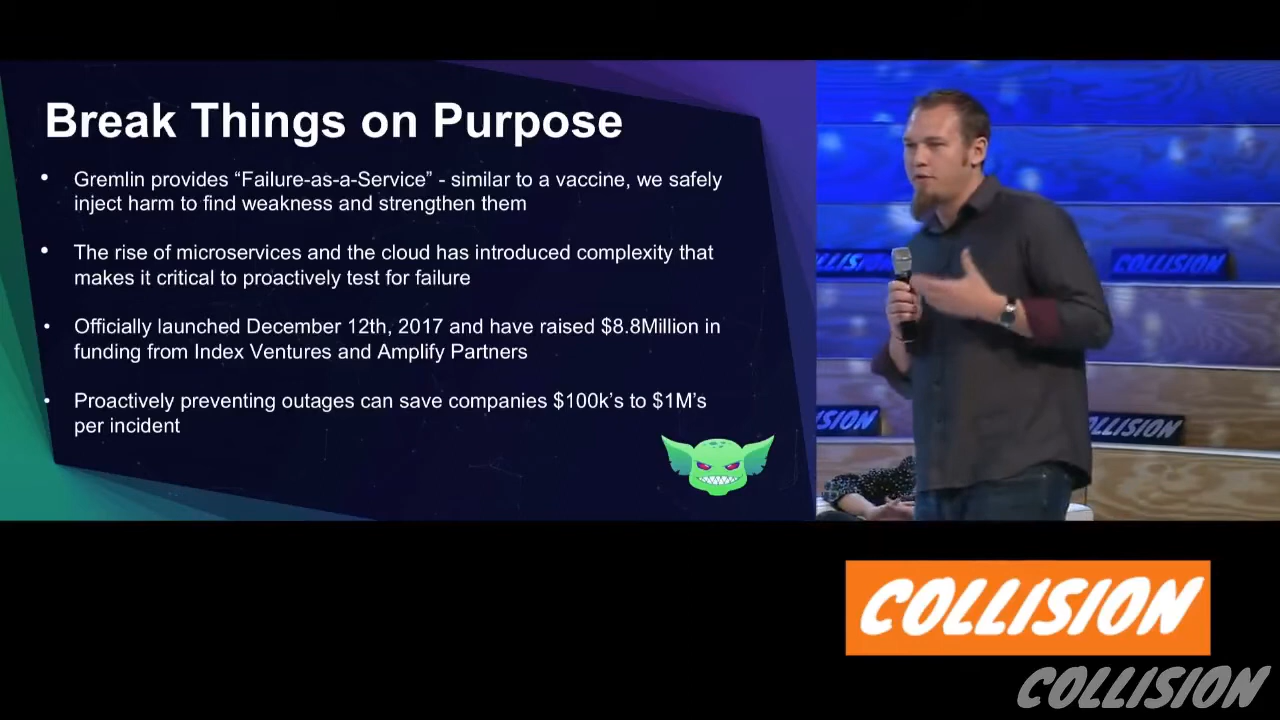 Break Things on Purpose
• Gremlin provides “Failure-as-a-Service” - similar to a vaccine, we safely
inject harm to find weakness and strengthen them
• The rise of microservices and the cloud has introduced complexity that
makes it critical to proactively test for failure
• Officially launched December 12th, 2017 and have raised $8.8Million in
funding from Index Ventures and Amplify Partners
• Proactively preventing outages can save companies $100k’s to $1M’s
per incident
COLLISION
COLLISION
COLLISION
COLLISION